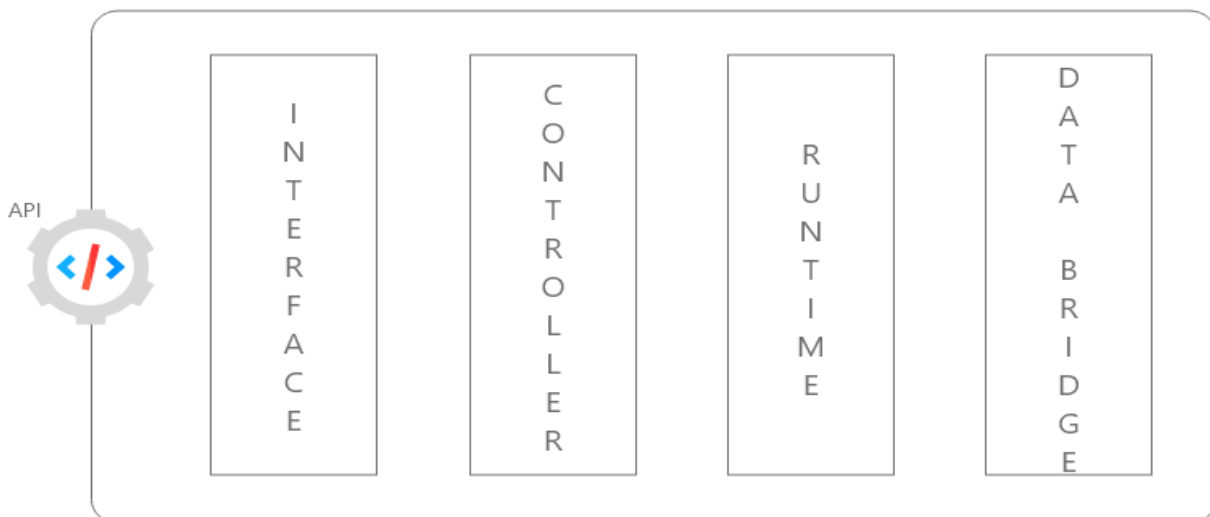 API
</>
INTERFACE
CONTROLLER
RUNTIME
DATA BRIDGE